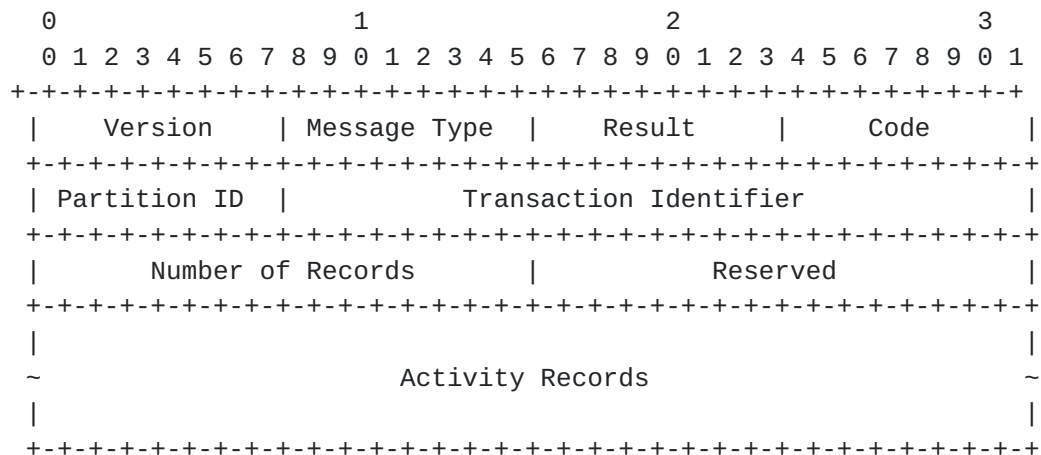 0                   1                   2                   3
  0 1 2 3 4 5 6 7 8 9 0 1 2 3 4 5 6 7 8 9 0 1 2 3 4 5 6 7 8 9 0 1
+-+-+-+-+-+-+-+-+-+-+-+-+-+-+-+-+-+-+-+-+-+-+-+-+-+-+-+-+-+-+-+-+
 |    Version    | Message Type  |    Result     |     Code      |
 +-+-+-+-+-+-+-+-+-+-+-+-+-+-+-+-+-+-+-+-+-+-+-+-+-+-+-+-+-+-+-+-+
 | Partition ID  |           Transaction Identifier              |
 +-+-+-+-+-+-+-+-+-+-+-+-+-+-+-+-+-+-+-+-+-+-+-+-+-+-+-+-+-+-+-+-+
 |       Number of Records       |           Reserved            |
 +-+-+-+-+-+-+-+-+-+-+-+-+-+-+-+-+-+-+-+-+-+-+-+-+-+-+-+-+-+-+-+-+
 |                                                               |
 ~                       Activity Records                        ~
 |                                                               |
 +-+-+-+-+-+-+-+-+-+-+-+-+-+-+-+-+-+-+-+-+-+-+-+-+-+-+-+-+-+-+-+-+